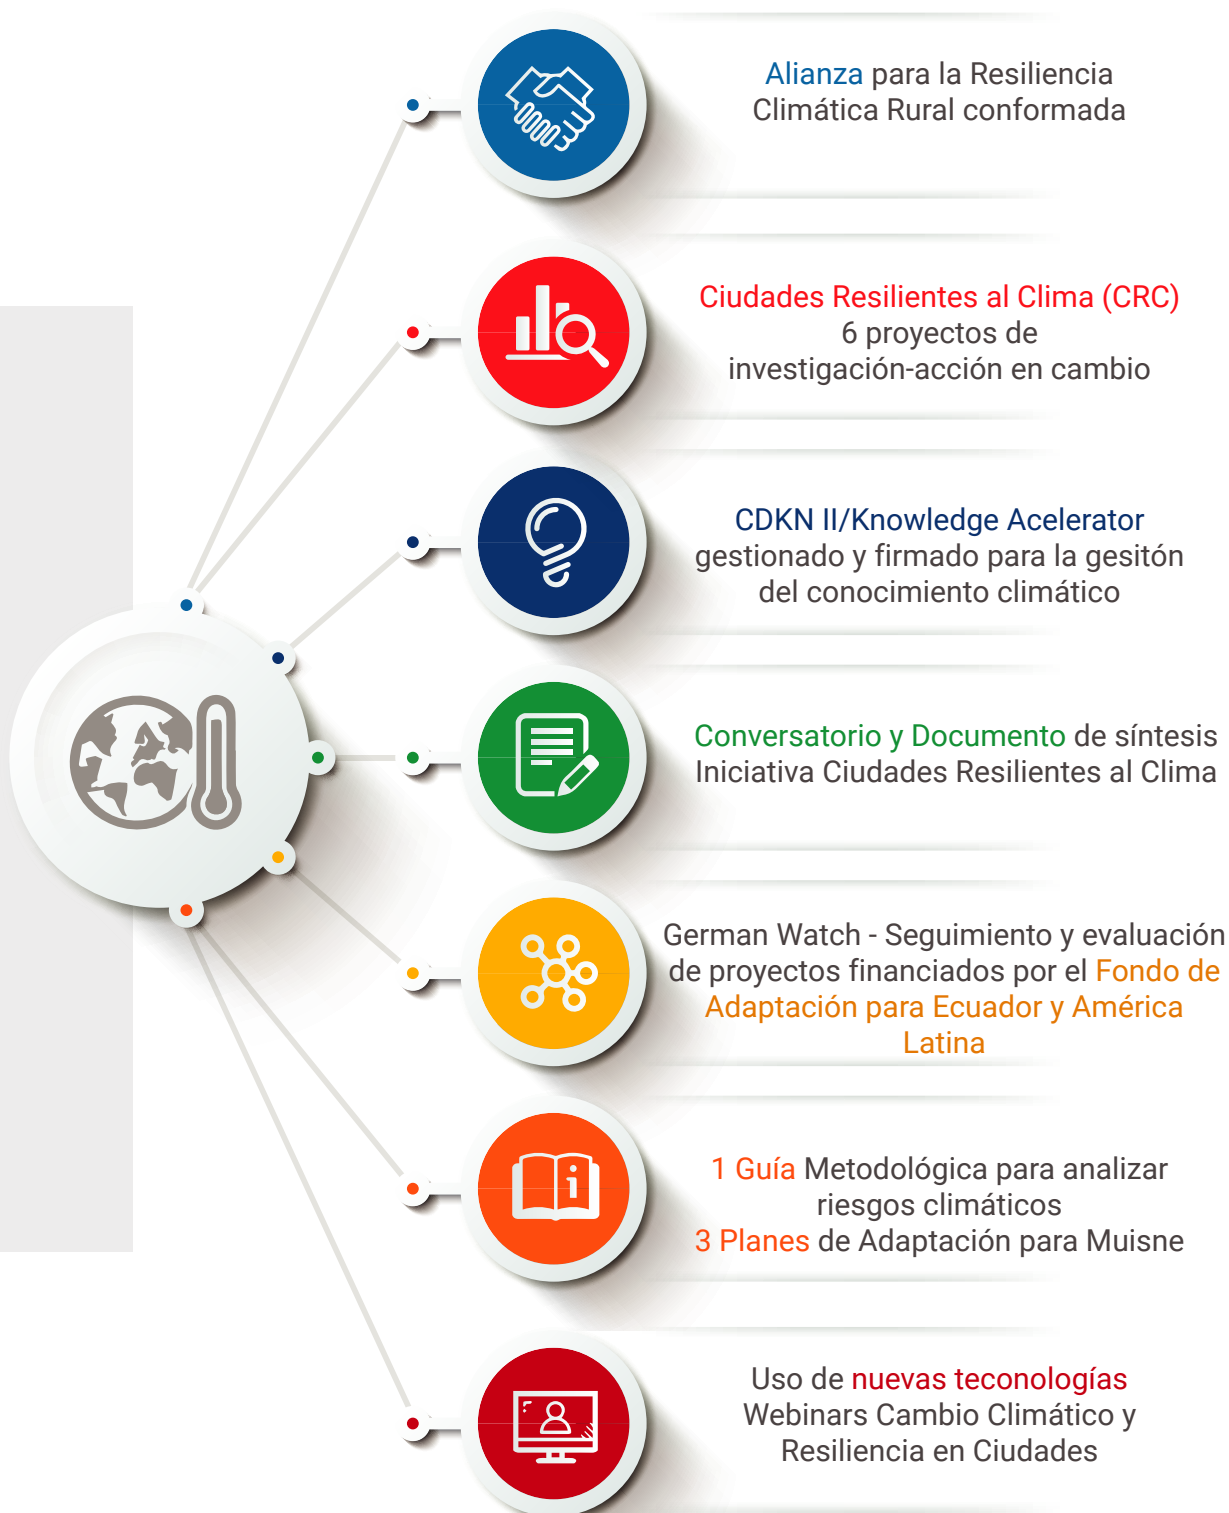 Alianza para la Resiliencia
Climática Rural conformada
Ciudades Resilientes al Clima (CRC)
6 proyectos de
investigación-acción en cambio
CDKN II/Knowledge Acelerator
gestionado y firmado para la gesitón
del conocimiento climático
Conversatorio y Documento de síntesis
Iniciativa Ciudades Resilientes al Clima
German Watch - Seguimiento y evaluación
de proyectos financiados por el Fondo de
Adaptación para Ecuador y América
Latina
1 Guía Metodológica para analizar
riesgos climáticos
3 Planes de Adaptación para Muisne
Uso de nuevas teconologías
Webinars Cambio Climático y
Resiliencia en Ciudades